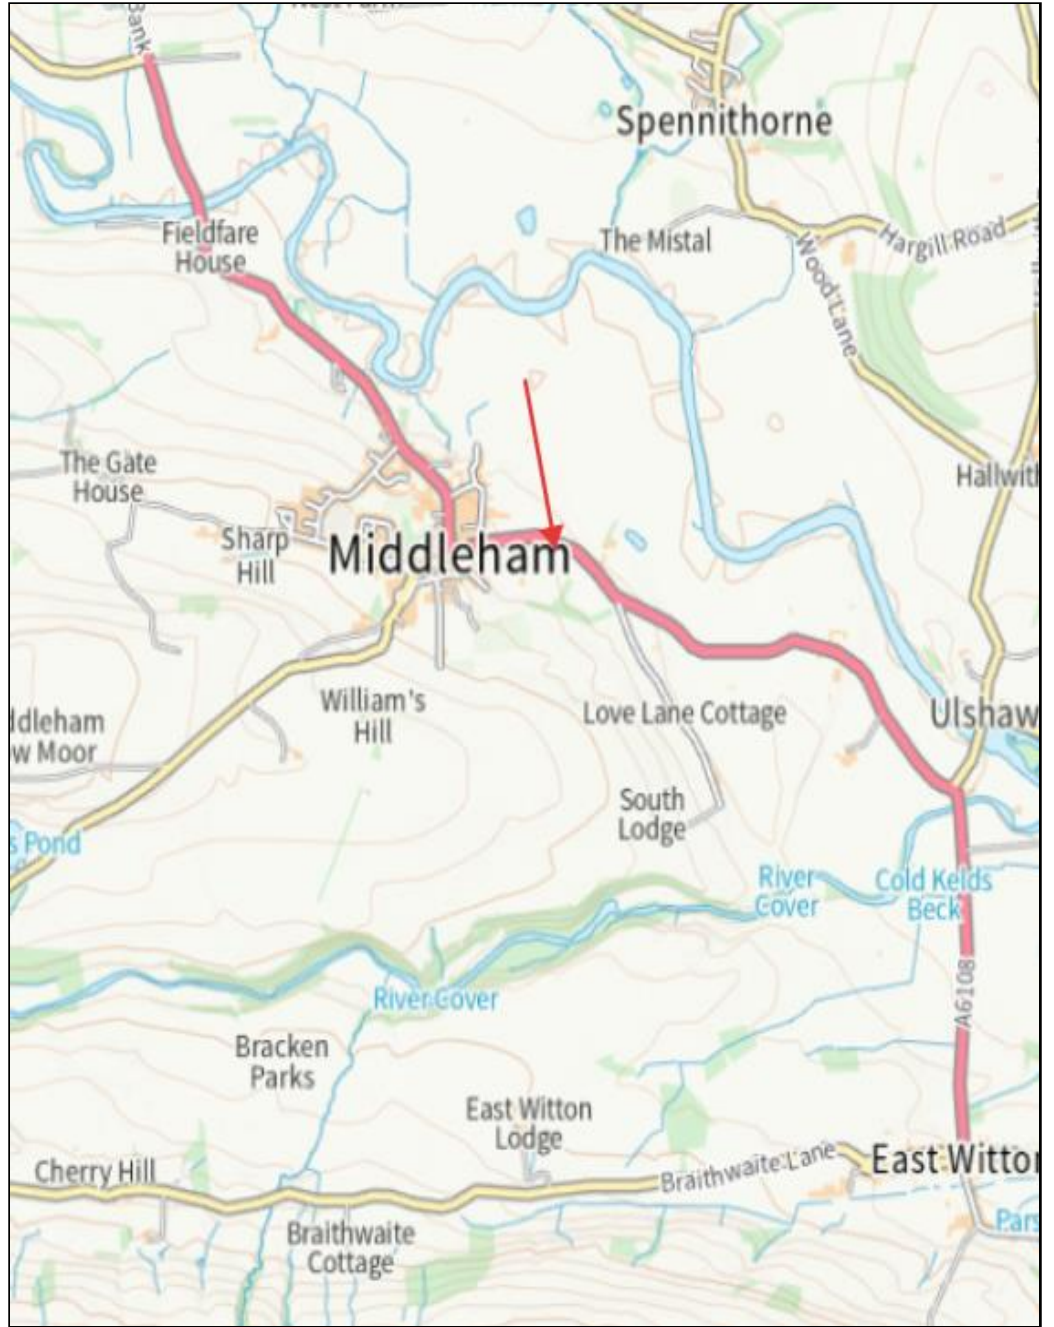 Bank
Spennithorne
Fieldfare
House
The Mistal
Hargill Road
Wood Lane
The Gate
House
Hallwith
Sharp
Hill
Middleham
William's
Hill
Love Lane Cottage
Ulshaw
ddleham
w Moor
South
Lodge
s Pond
River
Cover
Cold Kelds
Beck
A6108
River Cover
Bracken
Parks
East Witton
Lodge
Cherry Hill
Braithwaite Lane
East Witton
Braithwaite
Cottage
Pars